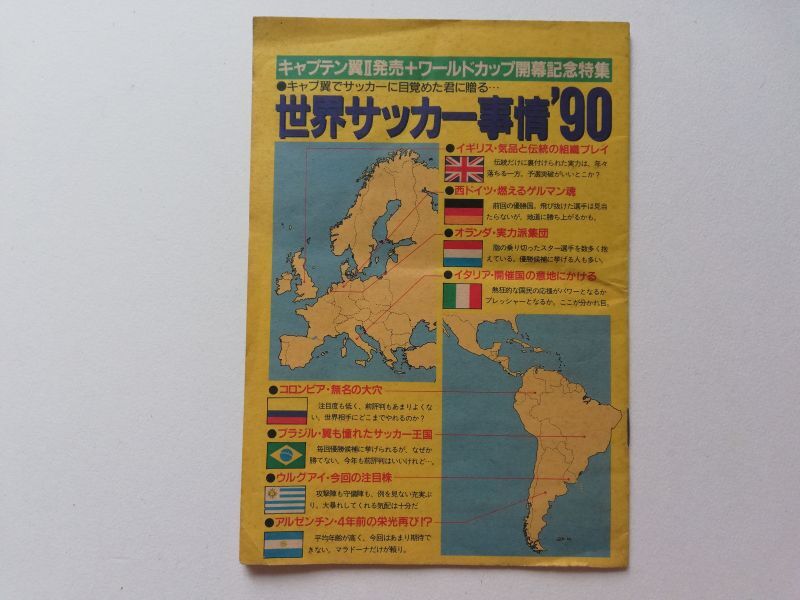 キャプテン翼II発売+ワールドカップ開幕記念特集
●キャプ翼でサッカーに目覚めた君に贈る…
世界サッカー事情'90
●イギリス・気品と伝統の組織プレイ
伝統だけに裏付けられた実力は、年々
落ちる一方。予選突破がいいとこか?
●西ドイツ・燃えるゲルマン魂
前回の優勝国。飛び抜けた選手は見当
たらないが、地道に勝ち上がるかも。
●オランダ・実力派集団
脂の乗り切ったスター選手を数多く抱
えている。優勝候補に挙げる人も多い。
●イタリア・開催国の意地にかける
熱狂的な国民の応援がパワーとなるか
プレッシャーとなるか。ここが分かれ目。
●コロンビア・無名の大穴
注目度も低く、前評判もあまりよくな
い。世界相手にどこまでやれるのか?
●ブラジル・翼も憧れたサッカー王国
毎回優勝候補に挙げられるが、なぜか
勝てない。今年も前評判はいいけれど…。
●ウルグアイ・今回の注目株
攻撃陣も守備陣も、例を見ない充実ぶ
り。大暴れしてくれる気配は十分だ
●アルゼンチン・4年前の栄光再び!?
平均年齢が高く、今回はあまり期待で
きない。マラドーナだけが頼り。